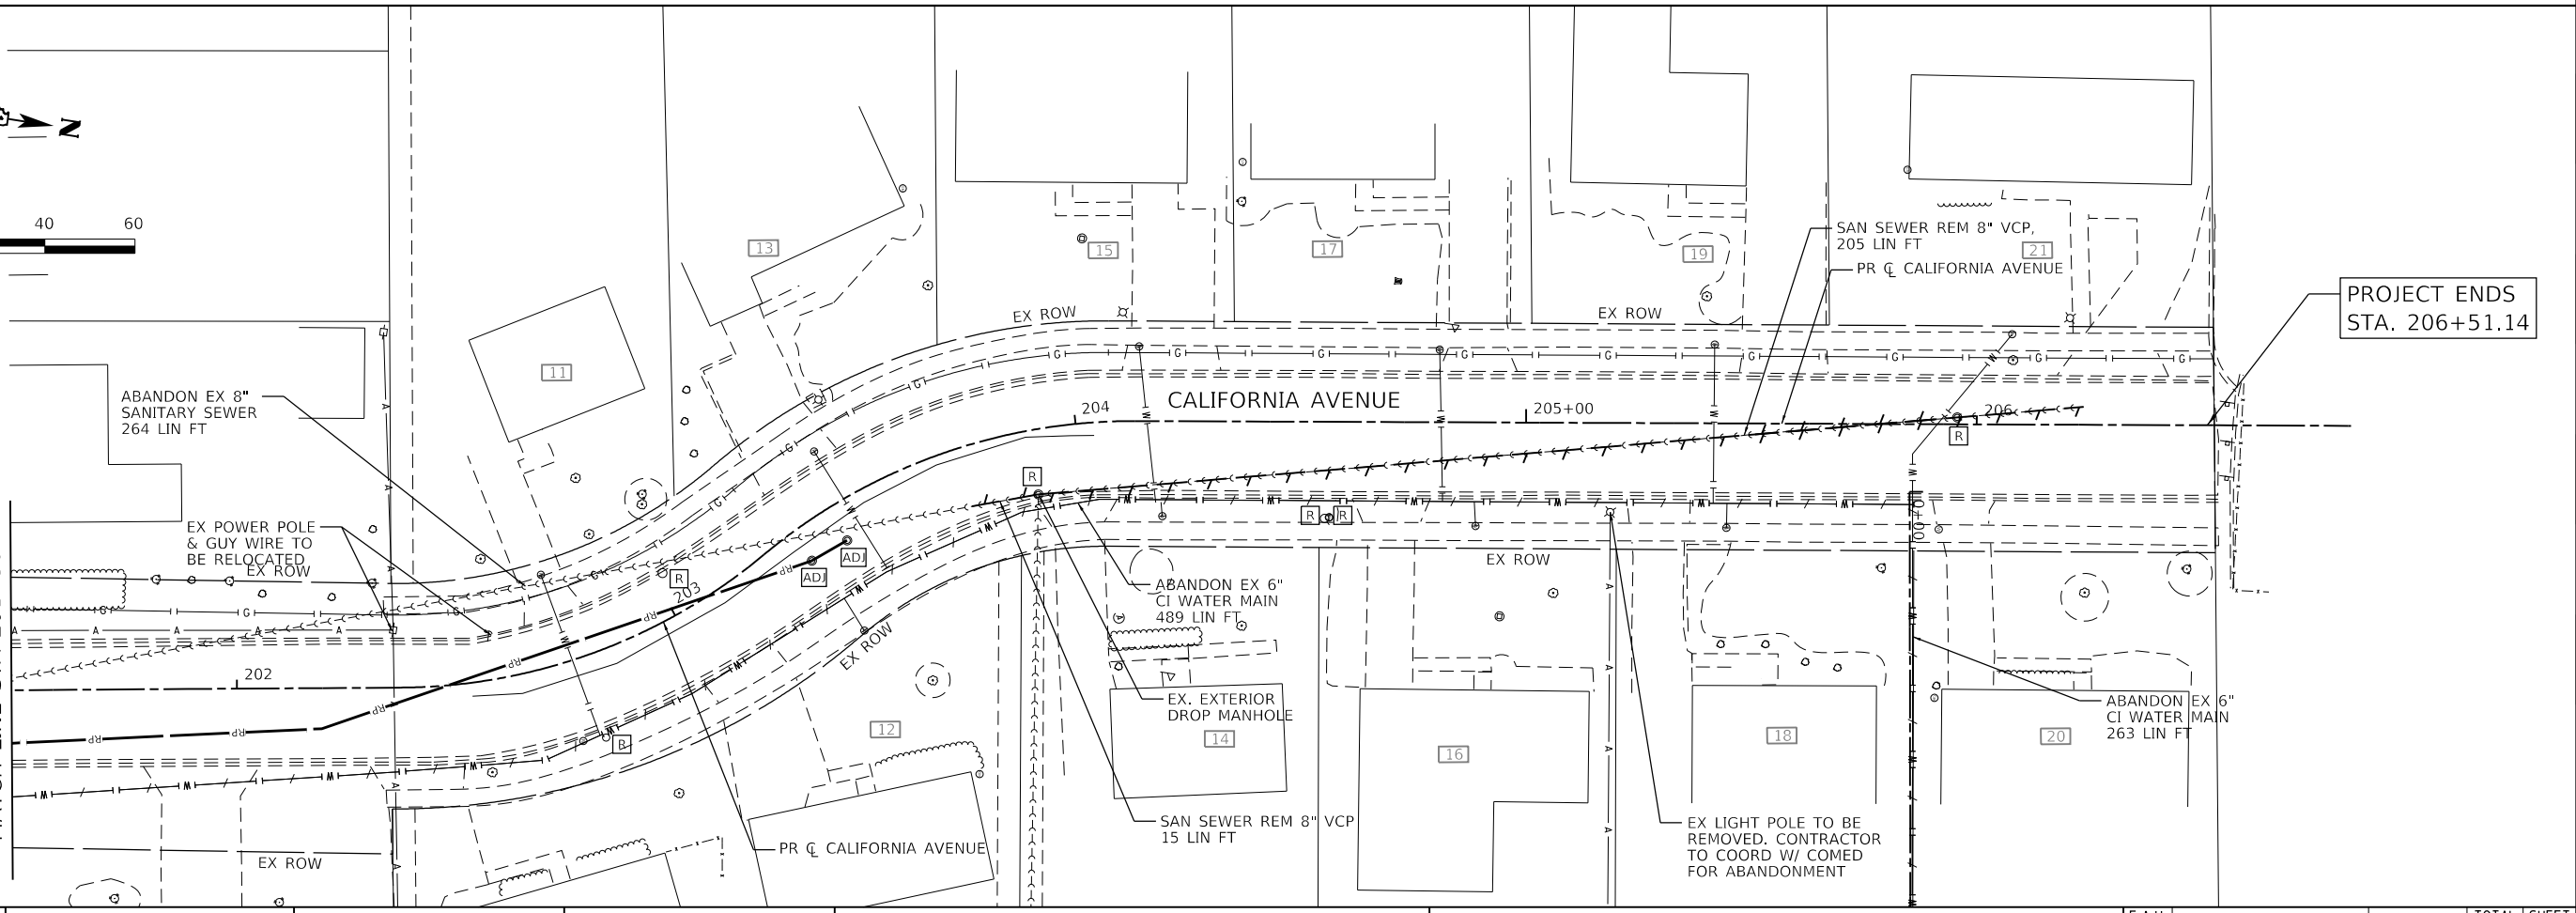 N
40 60
13
15
17
19
21
SAN SEWER REM 8" VCP,
205 LIN FT
PR ℄ CALIFORNIA AVENUE
PROJECT ENDS
STA. 206+51.14
EX ROW
EX ROW
11
ABANDON EX 8"
SANITARY SEWER
264 LIN FT
CALIFORNIA AVENUE
204
205+00
206
R
R
R
R
EX POWER POLE
& GUY WIRE TO
BE RELOCATED
EX ROW
ADJ
ADJ
R
203
202
EX ROW
EX ROW
ABANDON EX 6"
CI WATER MAIN
489 LIN FT
EX. EXTERIOR
DROP MANHOLE
ABANDON EX 6"
CI WATER MAIN
263 LIN FT
R
12
14
16
18
20
SAN SEWER REM 8" VCP
15 LIN FT
PR ℄ CALIFORNIA AVENUE
EX LIGHT POLE TO BE
REMOVED. CONTRACTOR
TO COORD W/ COMED
FOR ABANDONMENT
EX ROW